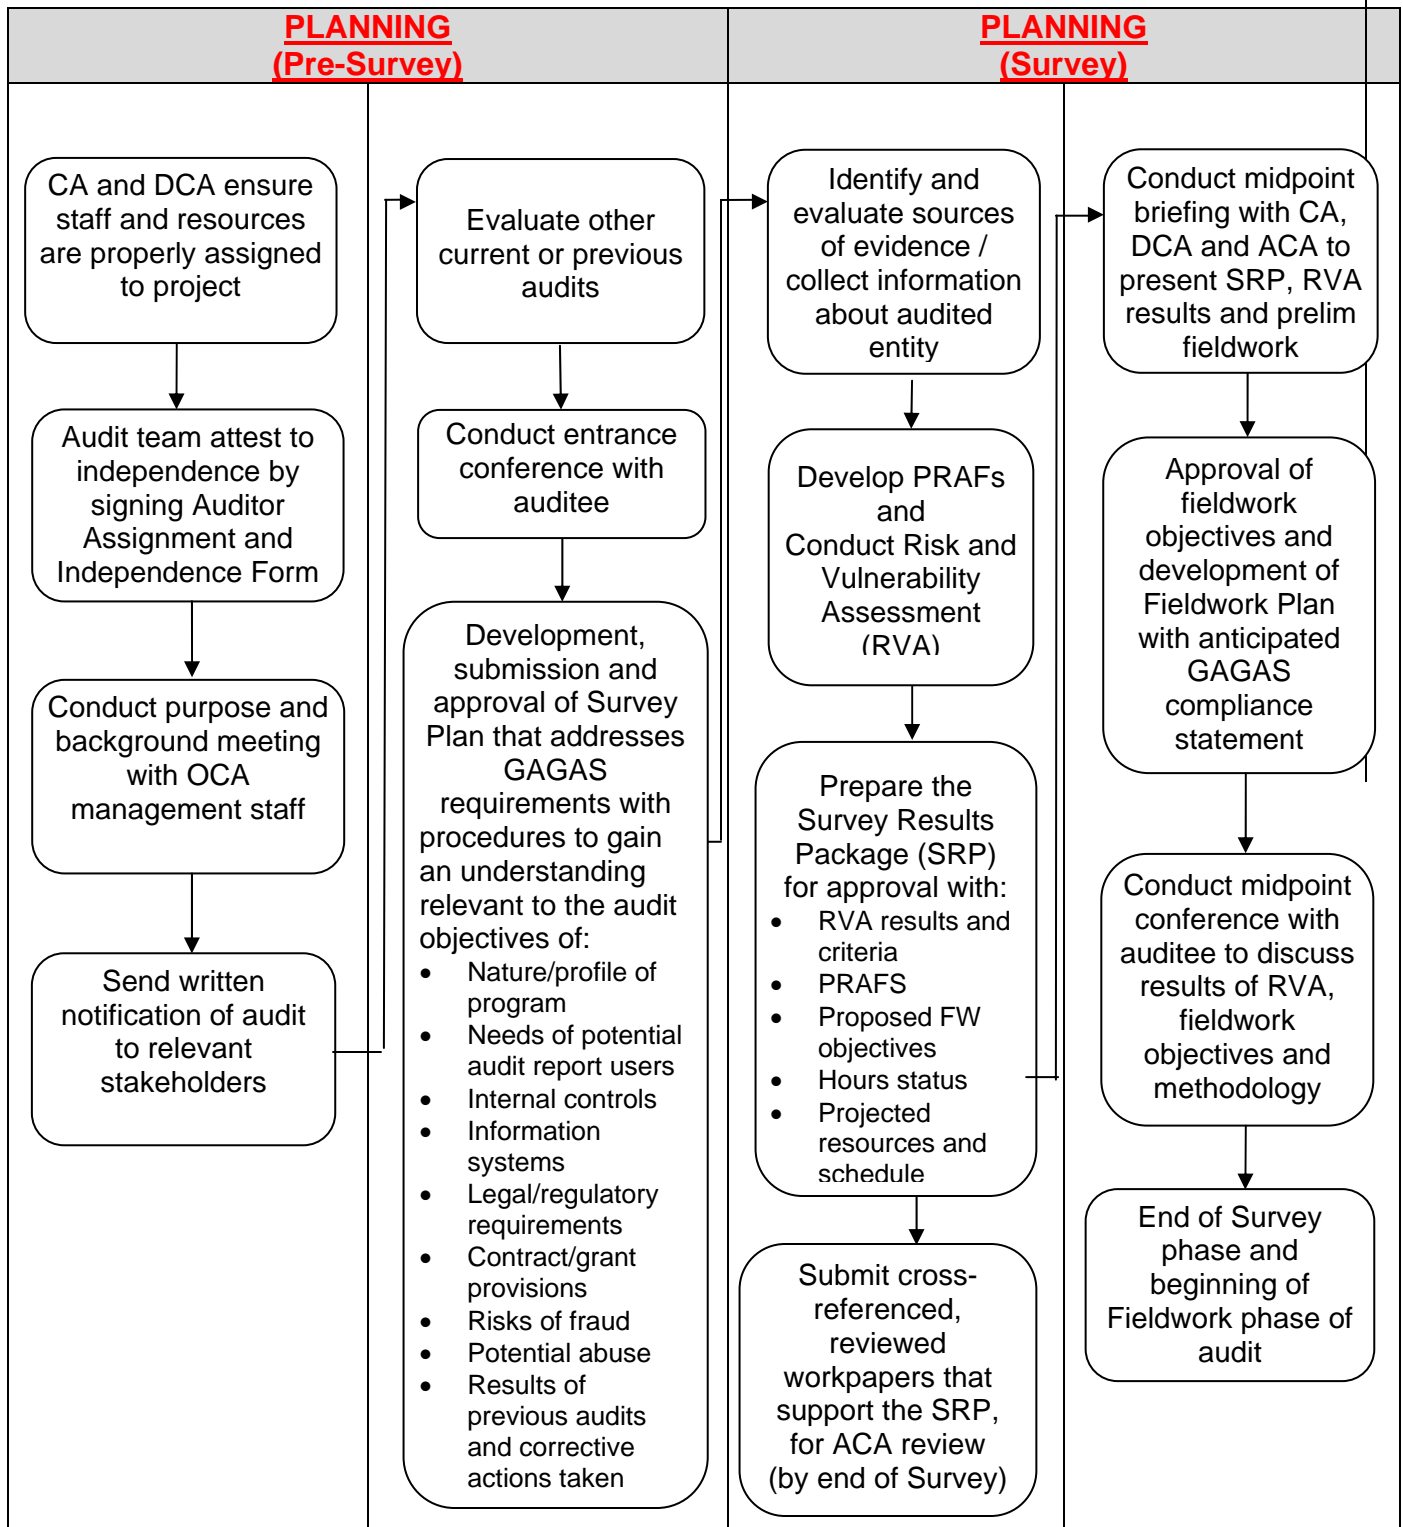 PLANNING
(Pre-Survey)
PLANNING
(Survey)
CA and DCA ensure
staff and resources
are properly assigned
to project
Audit team attest to
independence by
signing Auditor
Assignment and
Independence Form
Conduct purpose and
background meeting
with OCA
management staff
Send written
notification of audit
to relevant
stakeholders
Evaluate other
current or previous
audits
Conduct entrance
conference with
auditee
Development,
submission and
approval of Survey
Plan that addresses
GAGAS
requirements with
procedures to gain
an understanding
relevant to the audit
objectives of:
• Nature/profile of
program
• Needs of potential
audit report users
• Internal controls
• Information
systems
• Legal/regulatory
requirements
• Contract/grant
provisions
• Risks of fraud
• Potential abuse
• Results of
previous audits
and corrective
actions taken
Identify and
evaluate sources
of evidence /
collect information
about audited
entity
Develop PRAFs
and
Conduct Risk and
Vulnerability
Assessment
(RVA)
Prepare the
Survey Results
Package (SRP)
for approval with:
• RVA results and
criteria
• PRAFS
• Proposed FW
objectives
• Hours status
• Projected
resources and
schedule
Submit cross-
referenced,
reviewed
workpapers that
support the SRP,
for ACA review
(by end of Survey)
Conduct midpoint
briefing with CA,
DCA and ACA to
present SRP, RVA
results and prelim
fieldwork
Approval of
fieldwork
objectives and
development of
Fieldwork Plan
with anticipated
GAGAS
compliance
statement
Conduct midpoint
conference with
auditee to discuss
results of RVA,
fieldwork
objectives and
methodology
End of Survey
phase and
beginning of
Fieldwork phase of
audit